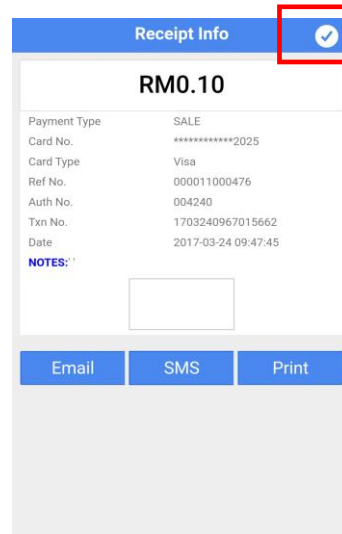 Receipt Info
RM0.10
Payment Type SALE
Card No. ************2025
Card Type Visa
Ref No. 000011000476
Auth No. 004240
Txn No. 1703240967015662
Date 2017-03-24 09:47:45
NOTES:' '
Email SMS Print